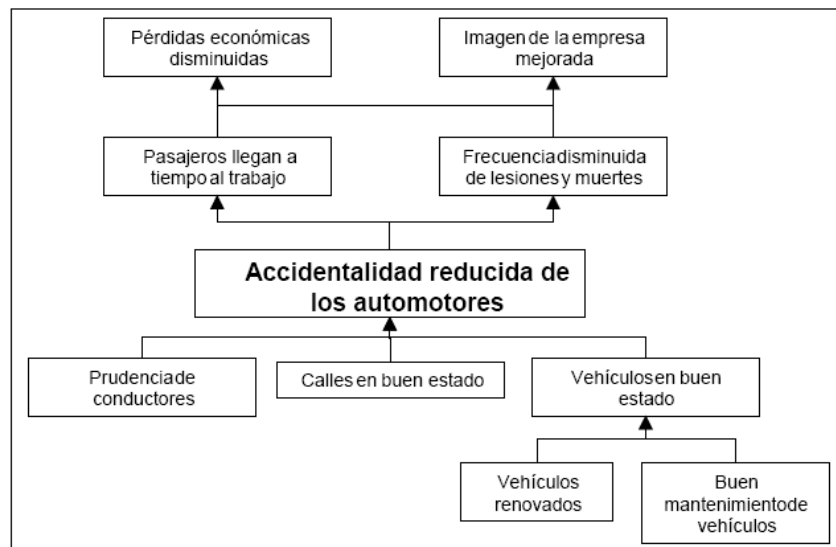 Pérdidas económicas
disminuidas
Imagen de la empresa
mejorada
Pasajeros llegan a
tiempo al trabajo
Frecuencia disminuida
de lesiones y muertes
Accidentalidad reducida de
los automotores
Prudencia de
conductores
Calles en buen estado
Vehículos en buen
estado
Vehículos
renovados
Buen
mantenimiento de
vehículos